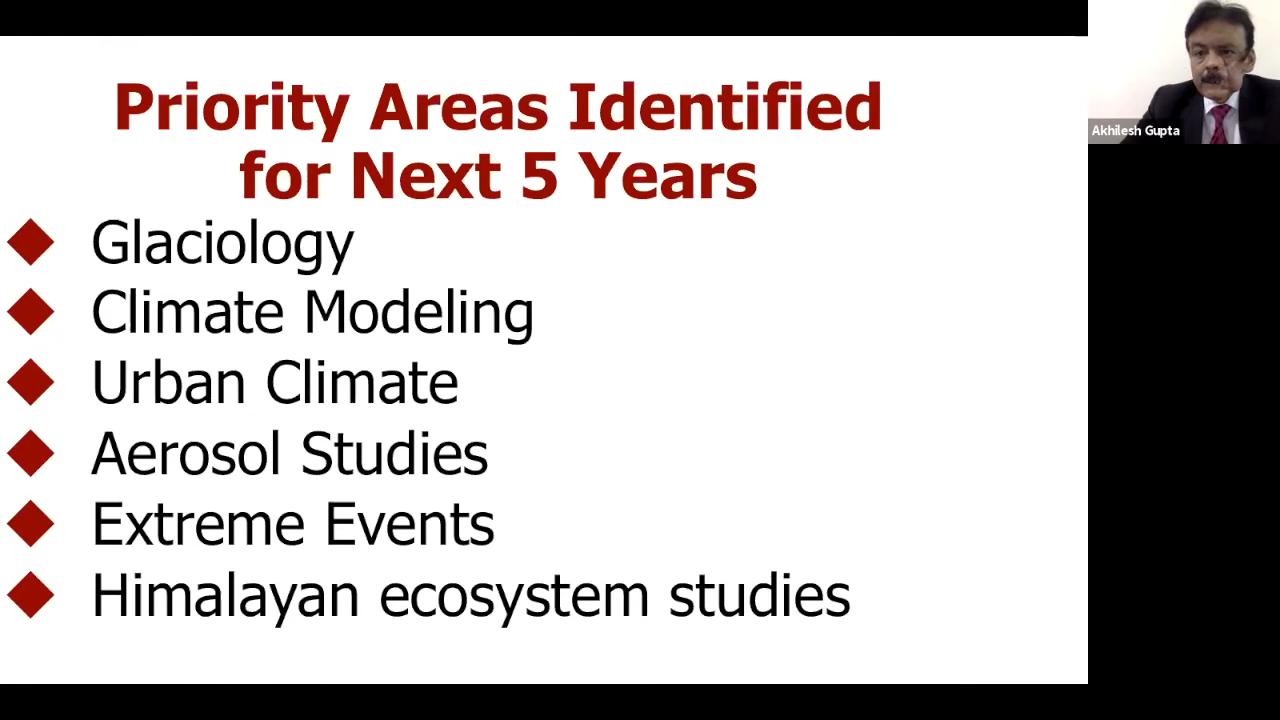 Priority Areas Identified
for Next 5 Years
Glaciology
Climate Modeling
Urban Climate
Aerosol Studies
Extreme Events
Himalayan ecosystem studies
Akhilesh Gupta